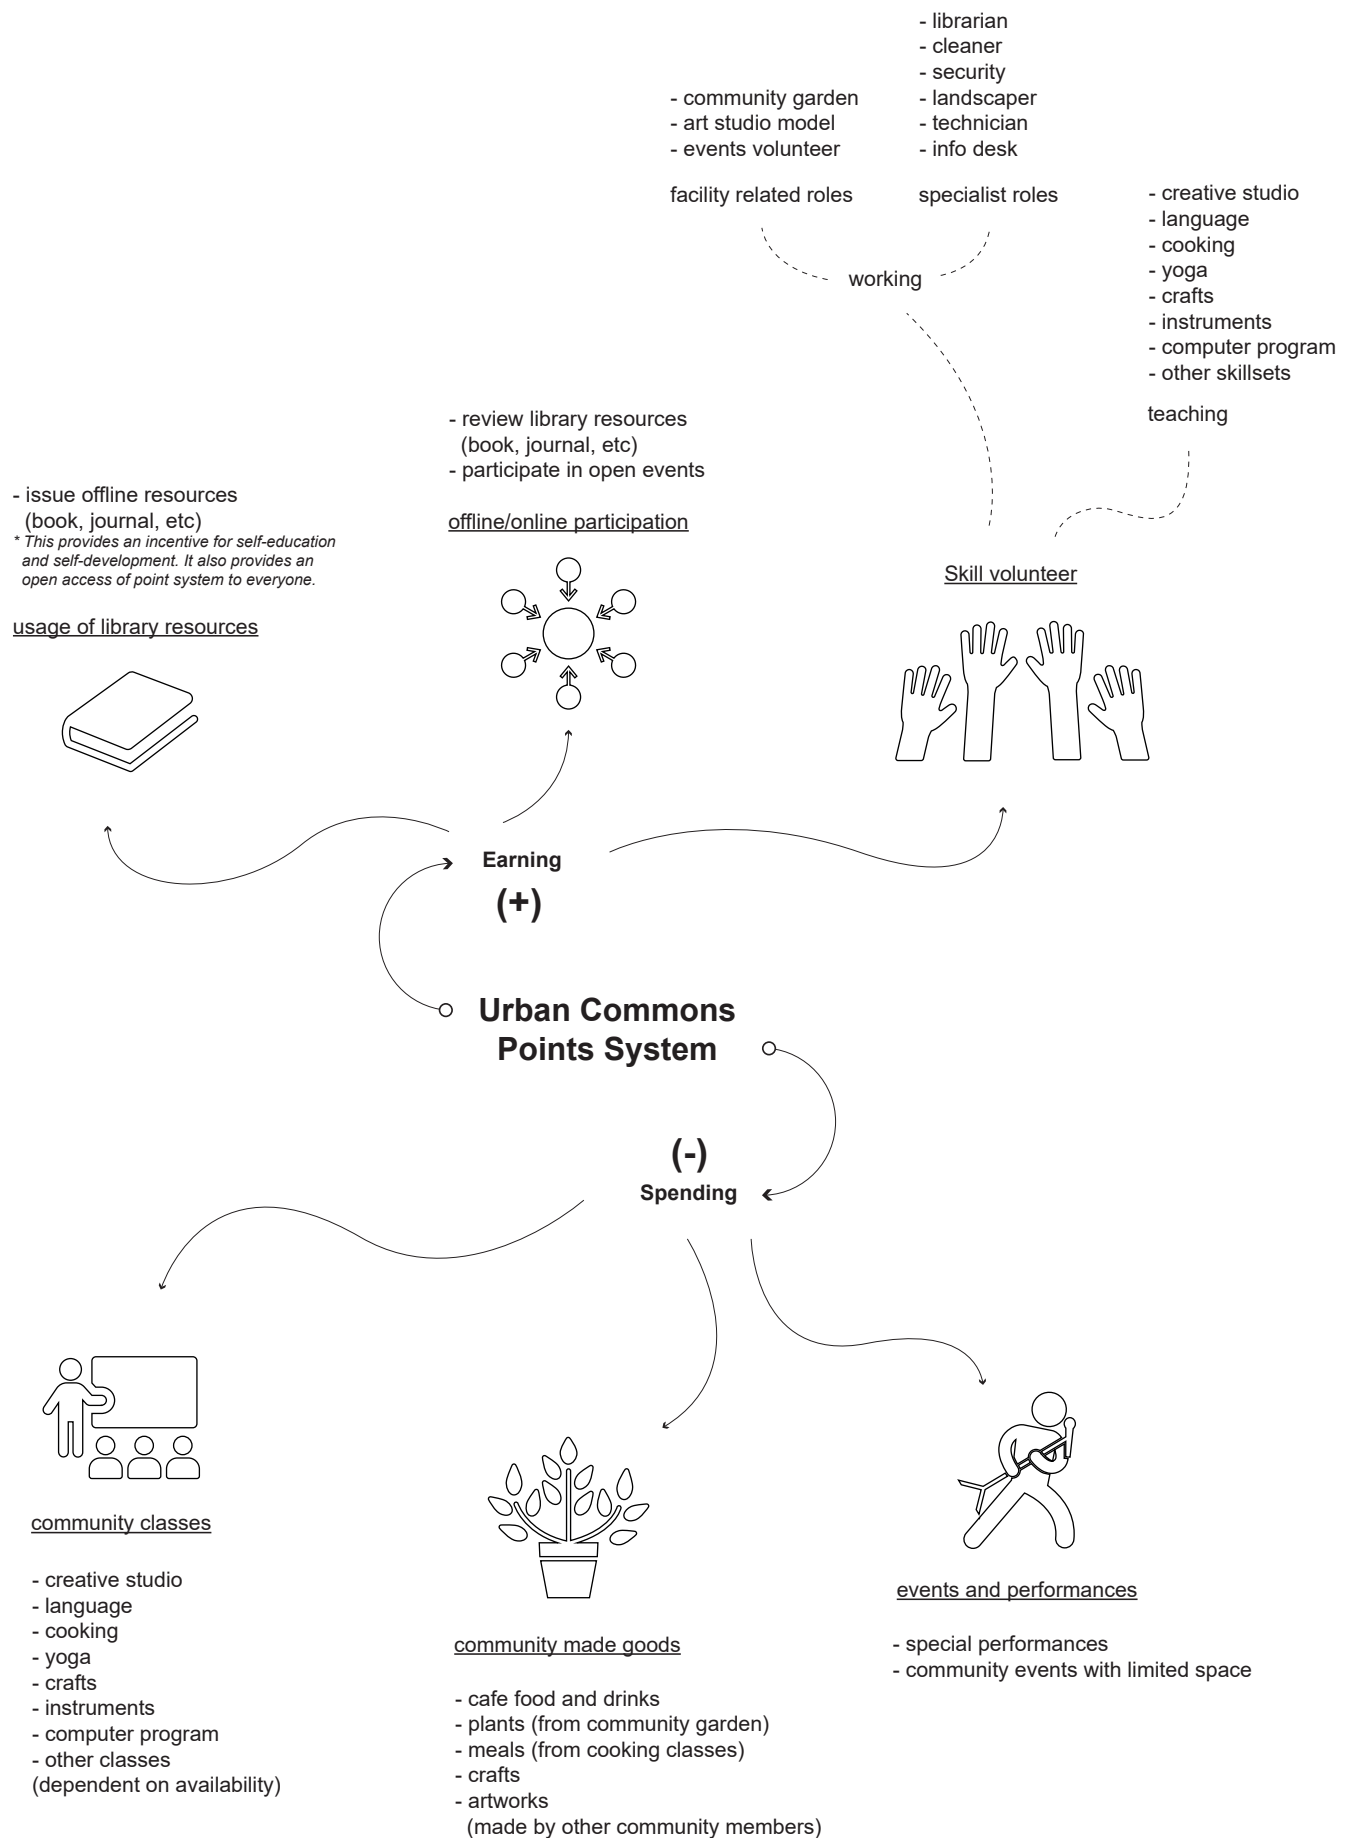 - librarian
- cleaner
- security
- landscaper
- technician
- info desk
specialist roles
- community garden
- art studio model
- events volunteer
facility related roles
working
- creative studio
- language
- cooking
- yoga
- crafts
- instruments
- computer program
- other skillsets
teaching
Skill volunteer
- review library resources
(book, journal, etc)
- participate in open events
offline/online participation
- issue offline resources
(book, journal, etc)
* This provides an incentive for self-education
and self-development. It also provides an
open access of point system to everyone.
usage of library resources
Earning
(+)
Urban Commons
Points System
(-)
Spending
community classes
- creative studio
- language
- cooking
- yoga
- crafts
- instruments
- computer program
- other classes
(dependent on availability)
community made goods
- cafe food and drinks
- plants (from community garden)
- meals (from cooking classes)
- crafts
- artworks
(made by other community members)
events and performances
- special performances
- community events with limited space